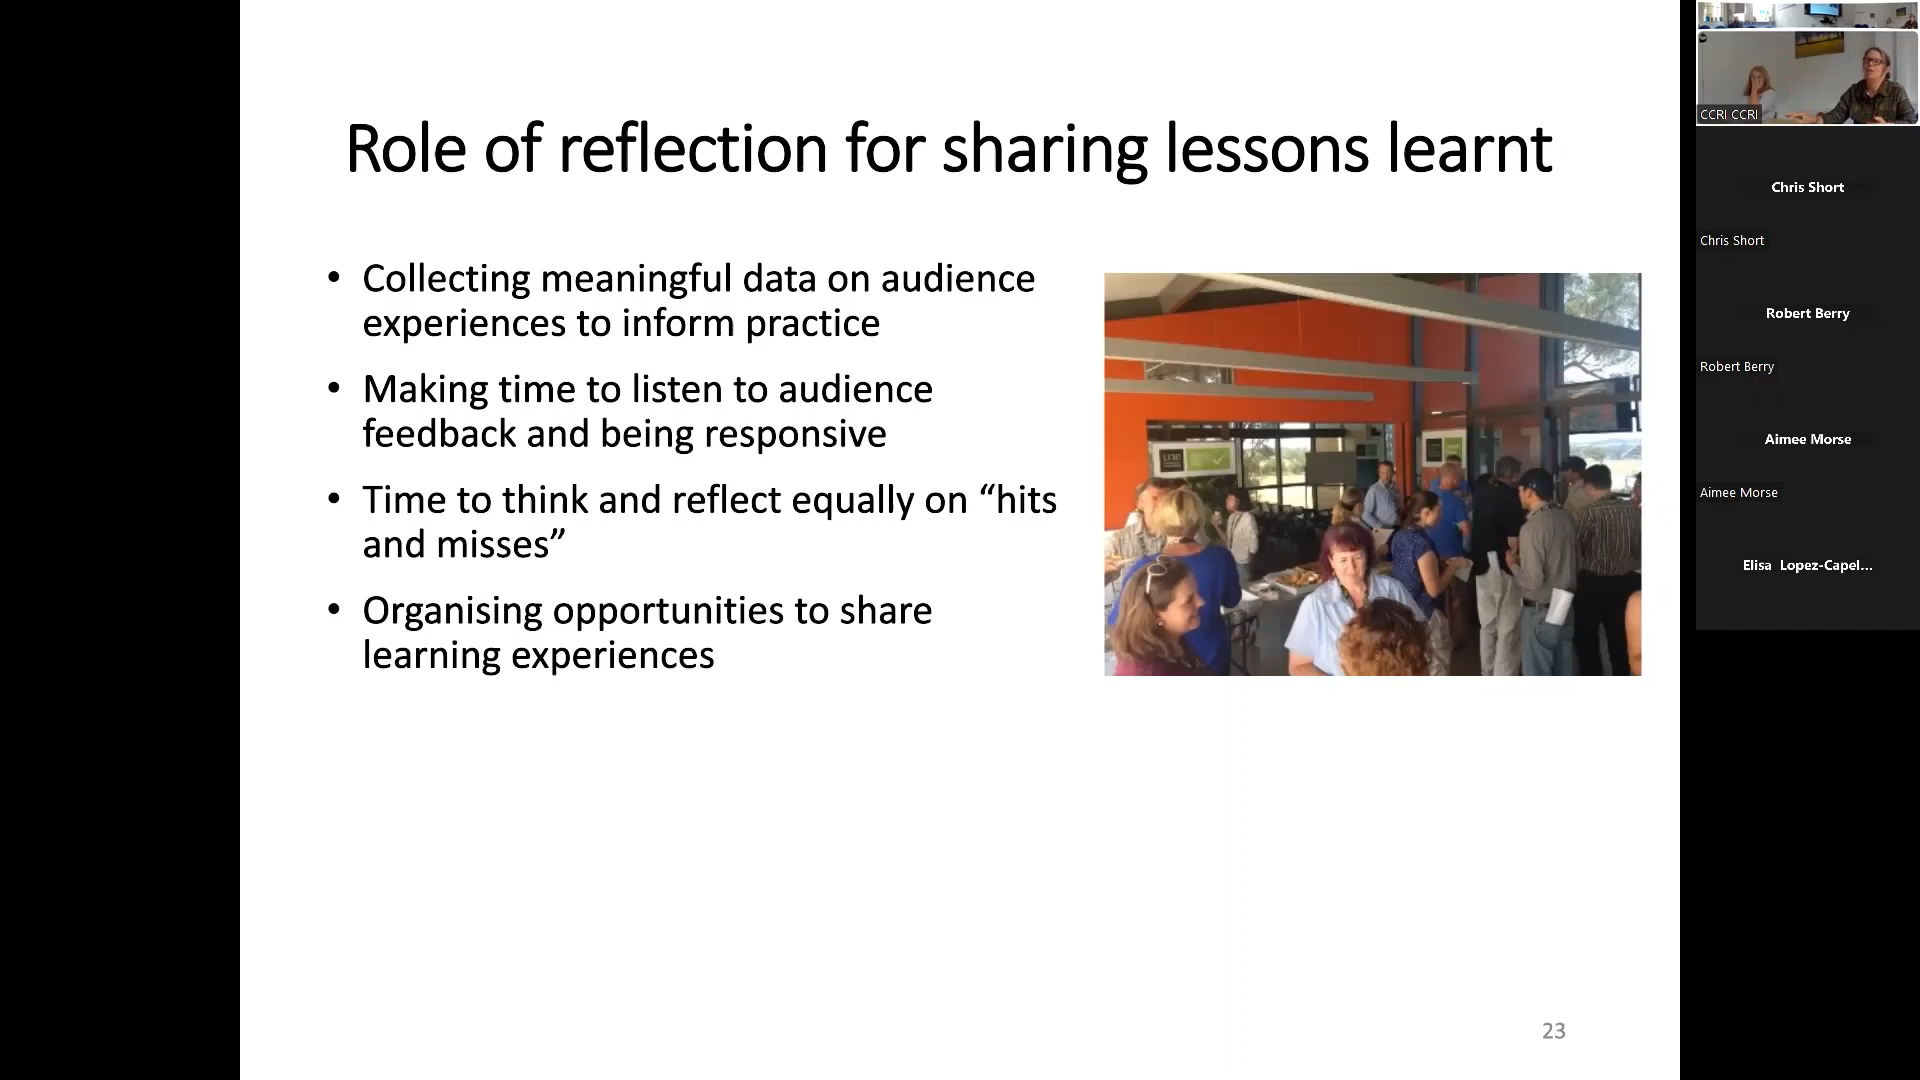 Role of reflection for sharing lessons learnt
• Collecting meaningful data on audience
experiences to inform practice
• Making time to listen to audience
feedback and being responsive
• Time to think and reflect equally on “hits
and misses”
• Organising opportunities to share
learning experiences
une
23
CCRI CCRI
Chris Short
Chris Short
Robert Berry
Robert Berry
Aimee Morse
Aimee Morse
Elisa Lopez-Capel...